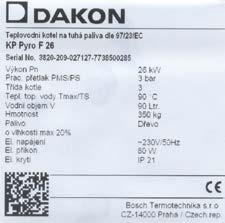 DAKON
Teplovodní kotel na tuhá paliva dle 97/23/EC
KP Pyro F 26
Serial No. 3820-209-027127-7738500285
Výkon Pn 26 kW
Prac. přetlak PMS/PS 3 bar
Třída kotle 3
Tepl. top. vody Tmax/TS 90 °C
Vodní objem V 90 Ltr.
Hmotnost 350 kg
Palivo Dřevo
o vlhkosti max 20%
El. napájení ~230V/50Hz
El. příkon 80 W
El. krytí IP 21
Bosch Termotechnika s.r.o
CZ-14000 Praha / Czech rep.